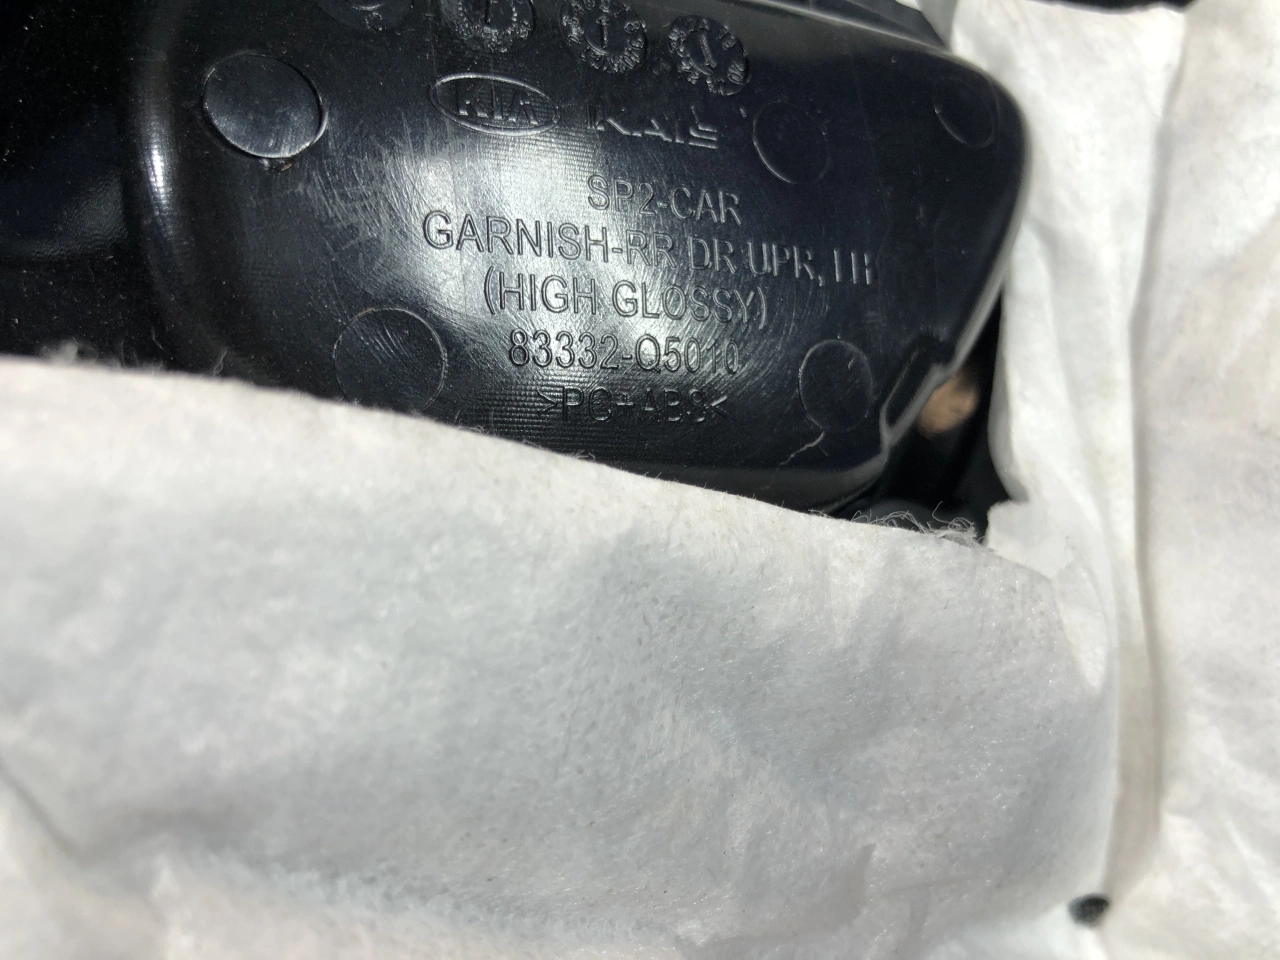 KIA
SP2-CAR
GARNISH-RR DR UPR, LH
(HIGH GLOSSY)
83332-Q5010
>PC+ABS<